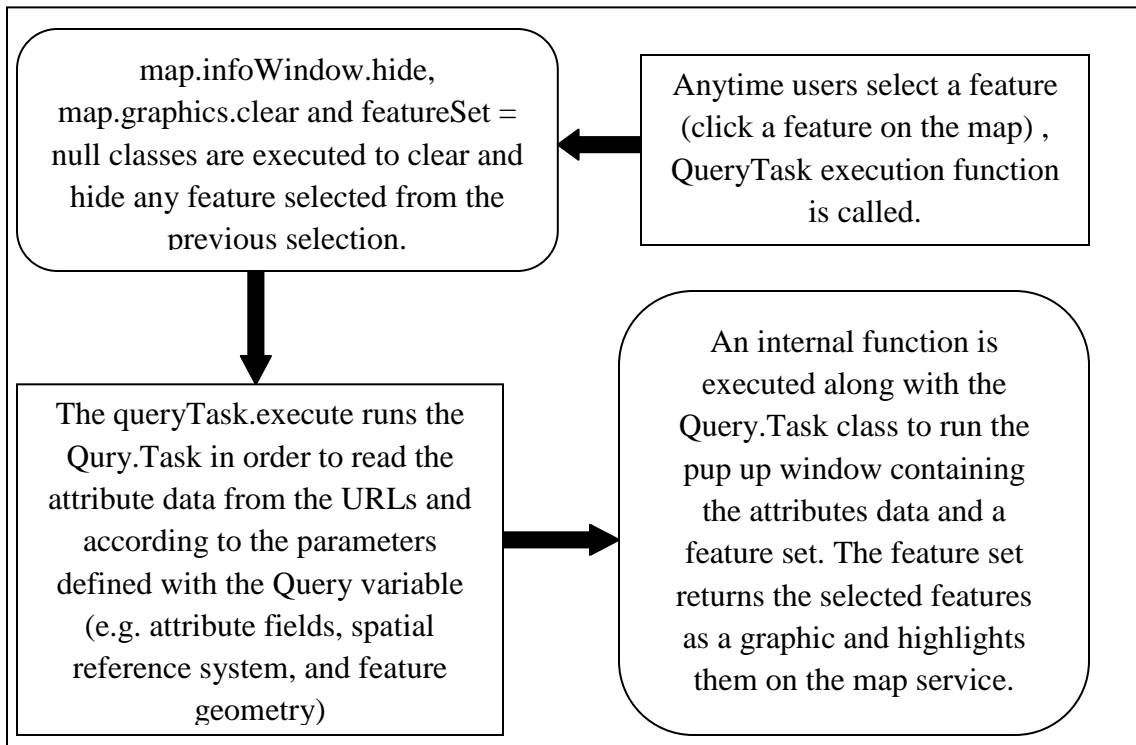 map.infoWindow.hide,
map.graphics.clear and featureSet =
null classes are executed to clear and
hide any feature selected from the
previous selection.
Anytime users select a feature
(click a feature on the map) ,
QueryTask execution function
is called.
The queryTask.execute runs the
Qury.Task in order to read the
attribute data from the URLs and
according to the parameters
defined with the Query variable
(e.g. attribute fields, spatial
reference system, and feature
geometry)
An internal function is
executed along with the
Query.Task class to run the
pup up window containing
the attributes data and a
feature set. The feature set
returns the selected features
as a graphic and highlights
them on the map service.